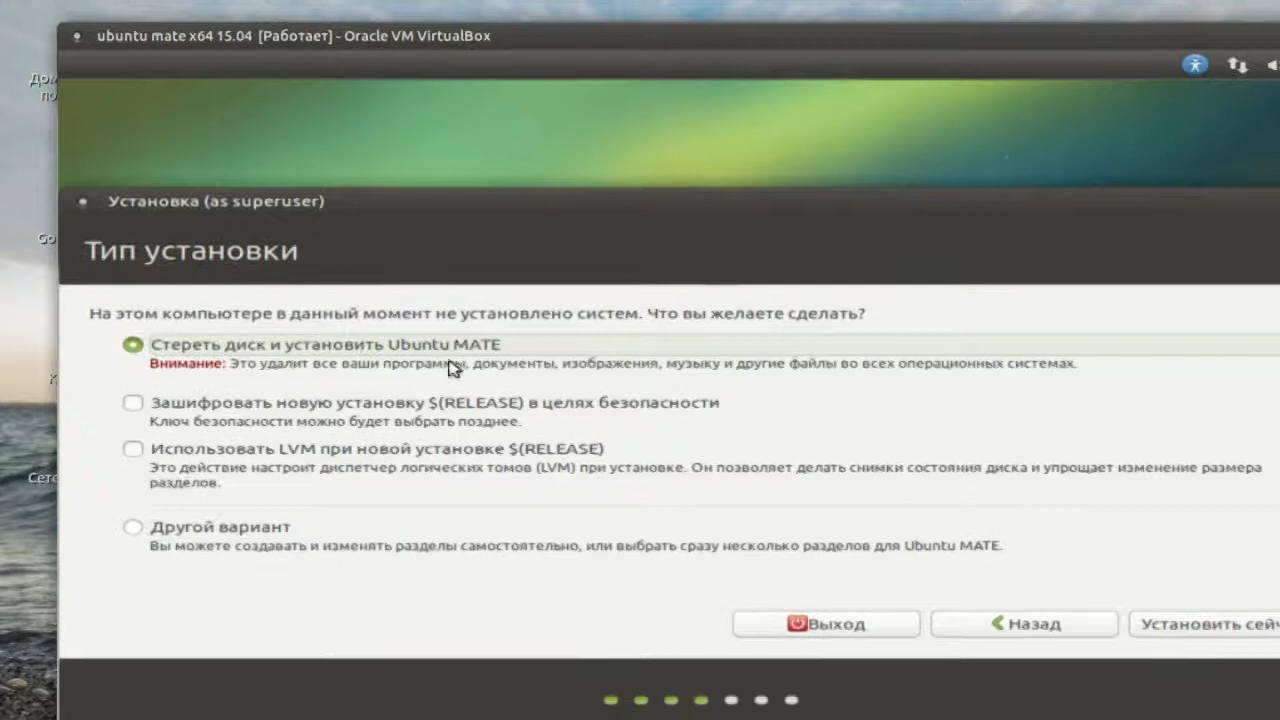 ubuntu mate x64 15.04 [Работает] - Oracle VM VirtualBox
по
Go
Установка (as superuser)
Тип установки
На этом компьютере в данный момент не установлено систем. Что вы желаете сделать?
Стереть диск и установить Ubuntu MATE
Внимание: Это удалит все ваши программы, документы, изображения, музыку и другие файлы во всех операционных системах.
Зашифровать новую установку $(RELEASE) в целях безопасности
Ключ безопасности можно будет выбрать позднее.
Использовать LVM при новой установке $(RELEASE)
Это действие настроит диспетчер логических томов (LVM) при установке. Он позволяет делать снимки состояния диска и упрощает изменение размера
разделов.
Сете
Другой вариант
Вы можете создавать и изменять разделы самостоятельно, или выбрать сразу несколько разделов для Ubuntu MATE.
Выход
Назад
Установить сейч